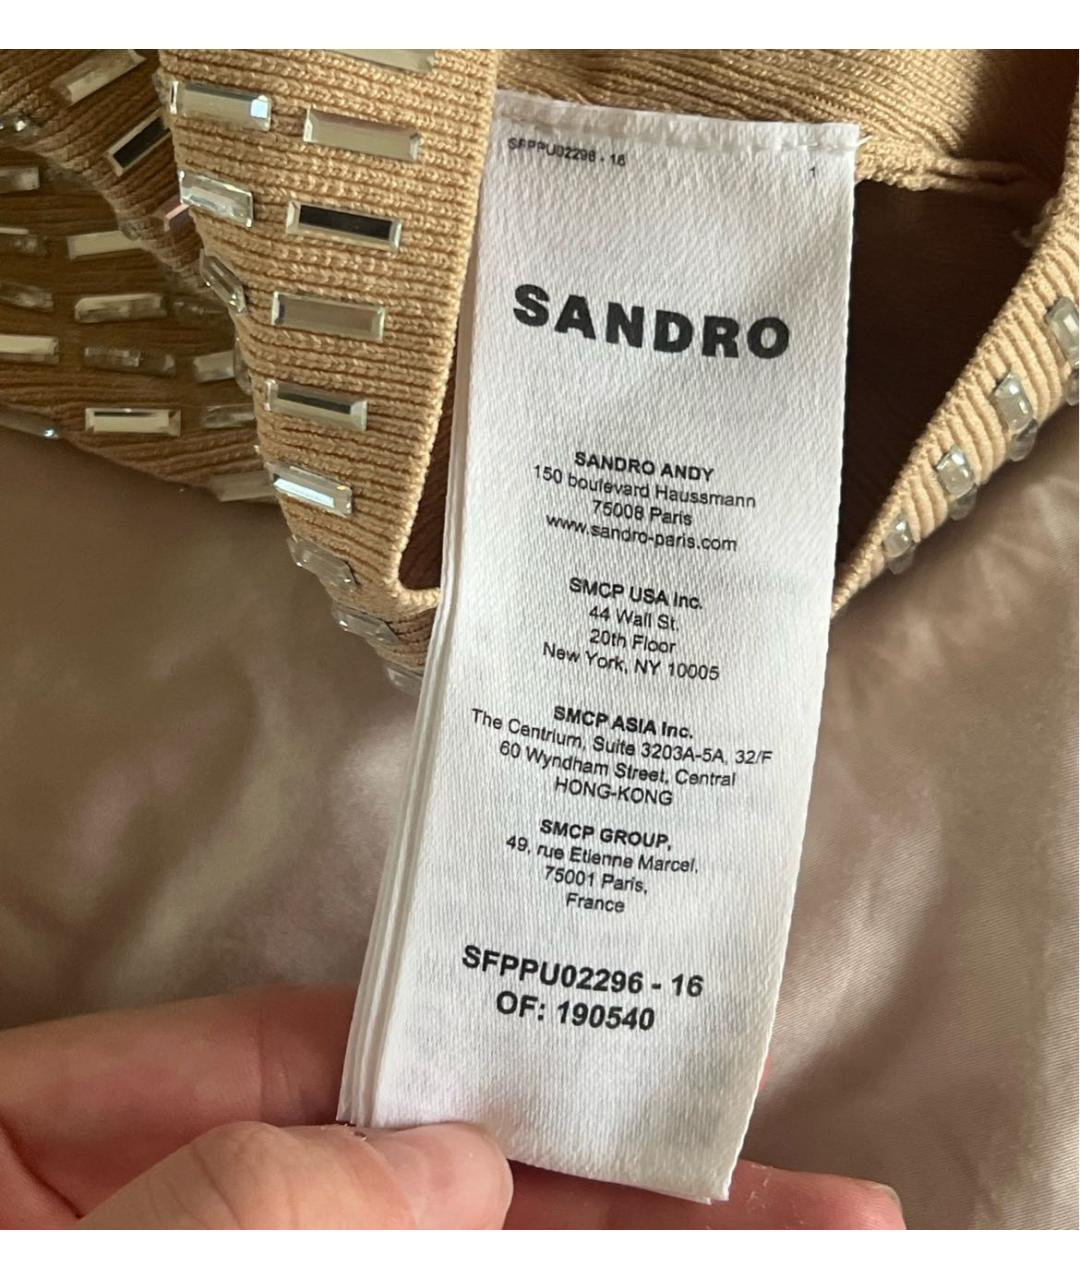 SFPPU02296 - 16
1
SANDRO
SANDRO ANDY
150 boulevard Haussmann
75008 Paris
www.sandro-paris.com
SMCP USA Inc.
44 Wall St.
20th Floor
New York, NY 10005
SMCP ASIA Inc.
The Centrium, Suite 3203A-5A, 32/F
60 Wyndham Street, Central
HONG-KONG
SMCP GROUP,
49, rue Etienne Marcel,
75001 Paris,
France
SFPPU02296 - 16
OF: 190540